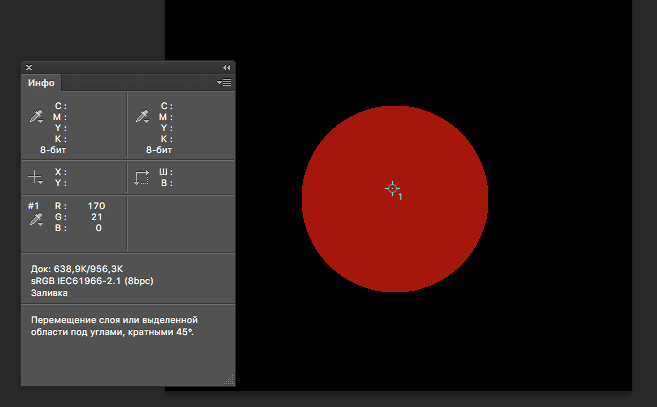 Инфо
C :
M :
Y :
K :
8-бит
C :
M :
Y :
K :
8-бит
X :
Y :
Ш :
В :
#1 R : 170
G : 21
B : 0
Док: 638,9K/956,3K
sRGB IEC61966-2.1 (8bpc)
Заливка
Перемещение слоя или выделенной
области под углами, кратными 45°.
1